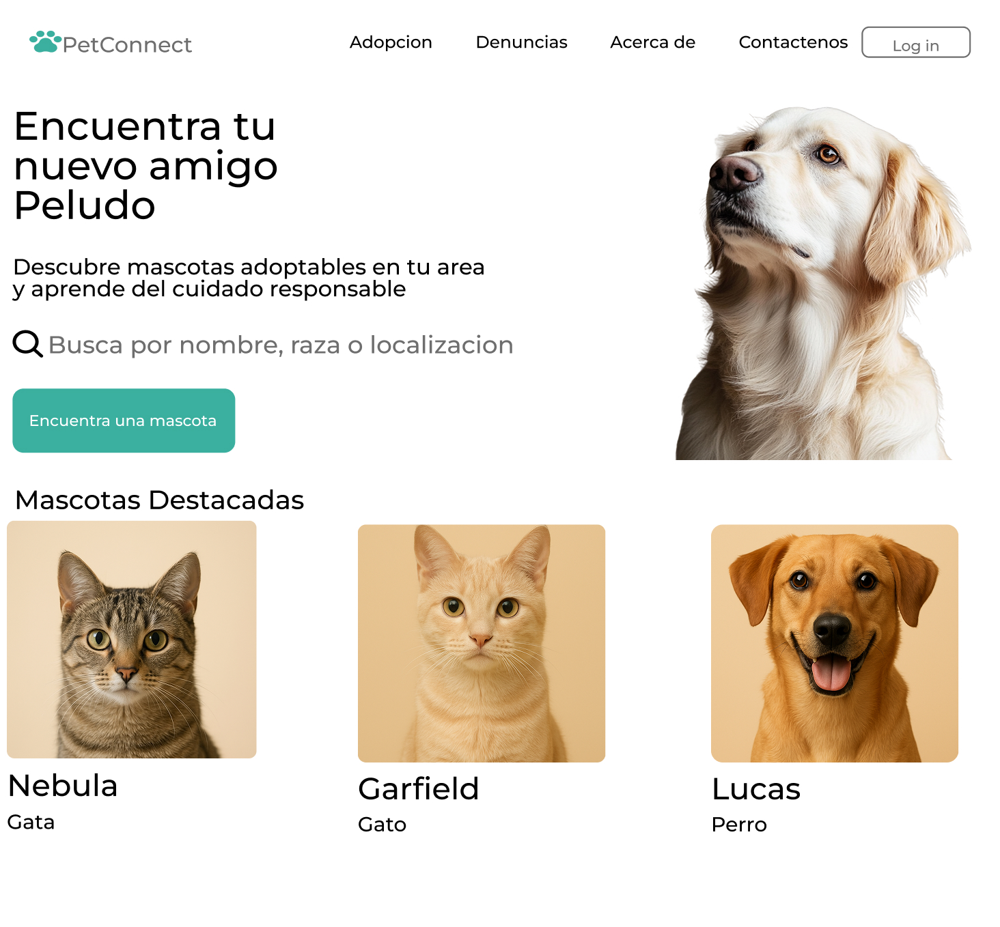 PetConnect
Adopcion
Denuncias
Acerca de
Contactenos
Log in
Encuentra tu
nuevo amigo
Peludo
Descubre mascotas adoptables en tu area
y aprende del cuidado responsable
Busca por nombre, raza o localizacion
Encuentra una mascota
Mascotas Destacadas
Nebula
Gata
Garfield
Gato
Lucas
Perro